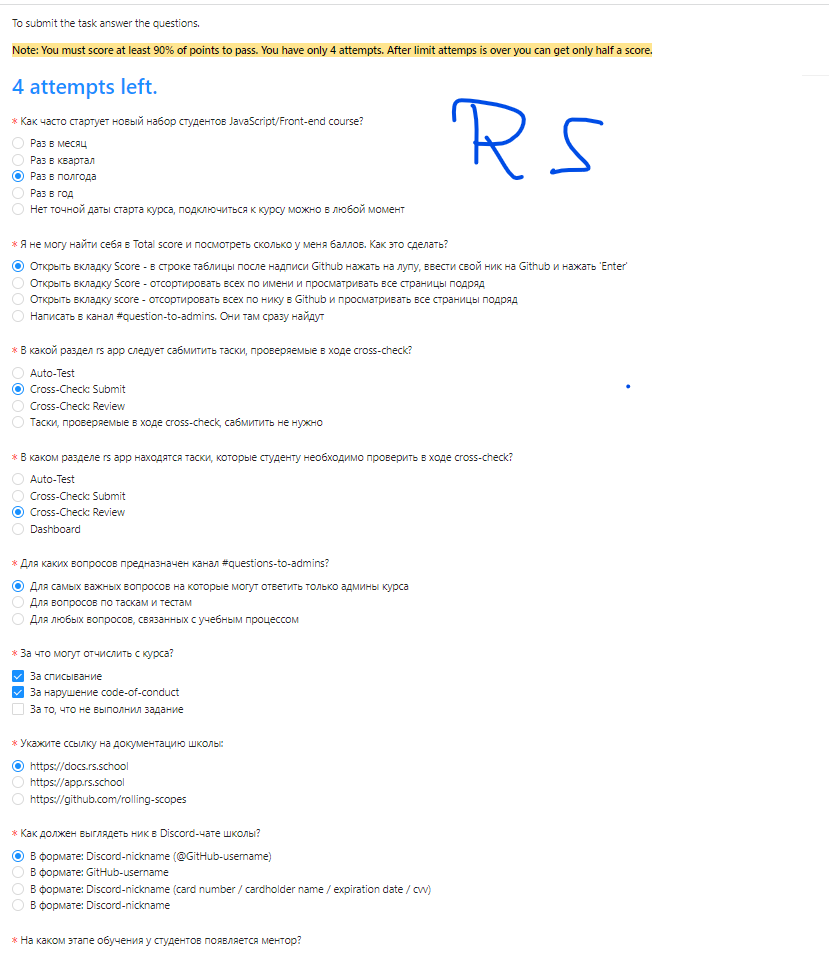 To submit the task answer the questions.
Note: You must score at least 90% of points to pass. You have only 4 attempts. After limit attemps is over you can get only half a score.
4 attempts left.
* Как часто стартует новый набор студентов JavaScript/Front-end course?
Раз в месяц
Раз в квартал
Раз в полгода
Раз в год
Нет точной даты старта курса, подключиться к курсу можно в любой момент
RS
* Я не могу найти себя в Total score и посмотреть сколько у меня баллов. Как это сделать?
Открыть вкладку Score - в строке таблицы после надписи Github нажать на лупу, ввести свой ник на Github и нажать 'Enter'
Открыть вкладку Score - отсортировать всех по имени и просматривать все страницы подряд
Открыть вкладку score - отсортировать всех по нику в Github и просматривать все страницы подряд
Написать в канал #question-to-admins. Они там сразу найдут
* В какой раздел rs app следует сабмитить таски, проверяемые в ходе cross-check?
Auto-Test
Cross-Check: Submit
Cross-Check: Review
Таски, проверяемые в ходе cross-check, сабмитить не нужно
* В каком разделе rs app находятся таски, которые студенту необходимо проверить в ходе cross-check?
Auto-Test
Cross-Check: Submit
Cross-Check: Review
Dashboard
* Для каких вопросов предназначен канал #questions-to-admins?
Для самых важных вопросов на которые могут ответить только админы курса
Для вопросов по таскам и тестам
Для любых вопросов, связанных с учебным процессом
* За что могут отчислить с курса?
За списывание
За нарушение code-of-conduct
За то, что не выполнил задание
* Укажите ссылку на документацию школы:
https://docs.rs.school
https://app.rs.school
https://github.com/rolling-scopes
* Как должен выглядеть ник в Discord-чате школы?
В формате: Discord-nickname (@GitHub-username)
В формате: GitHub-username
В формате: Discord-nickname (card number / cardholder name / expiration date / cvv)
В формате: Discord-nickname
* На каком этапе обучения у студентов появляется ментор?